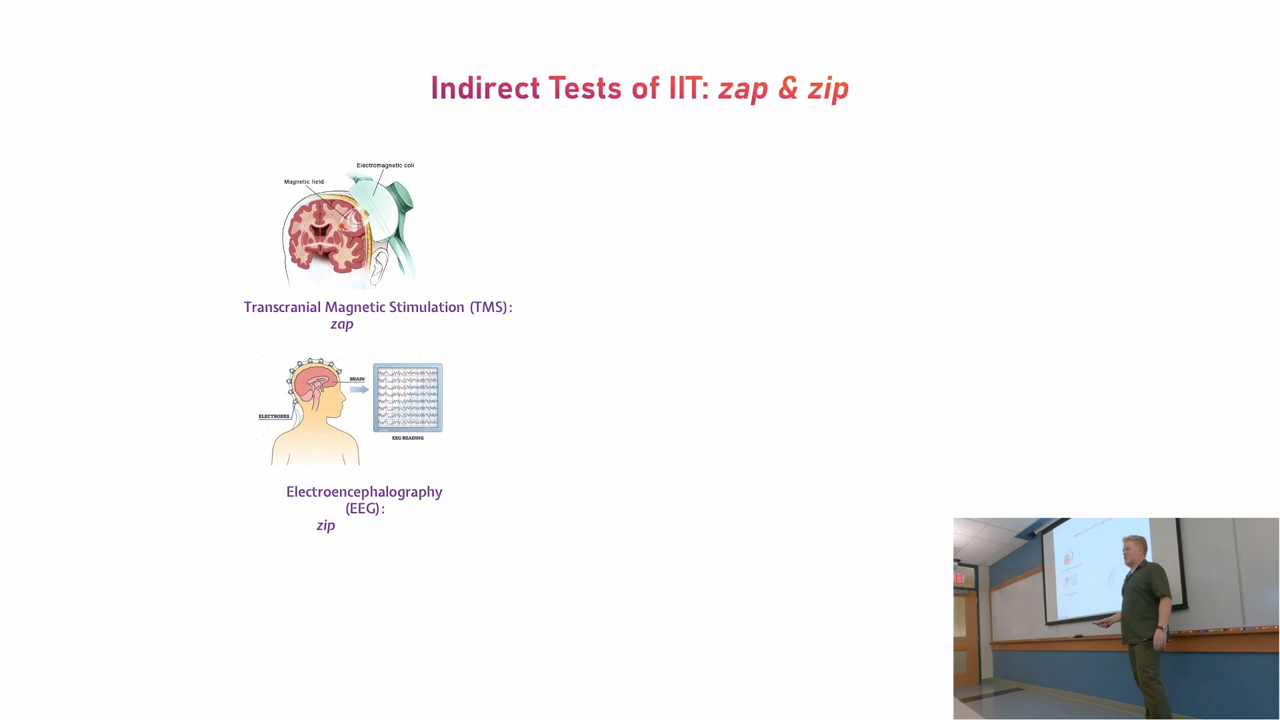 Indirect Tests of IIT: zap & zip
Electromagnetic coil
Magnetic field
Transcranial Magnetic Stimulation (TMS):
zap
BRAIN
ELECTRODES
EEG READING
Electroencephalography
(EEG):
zip